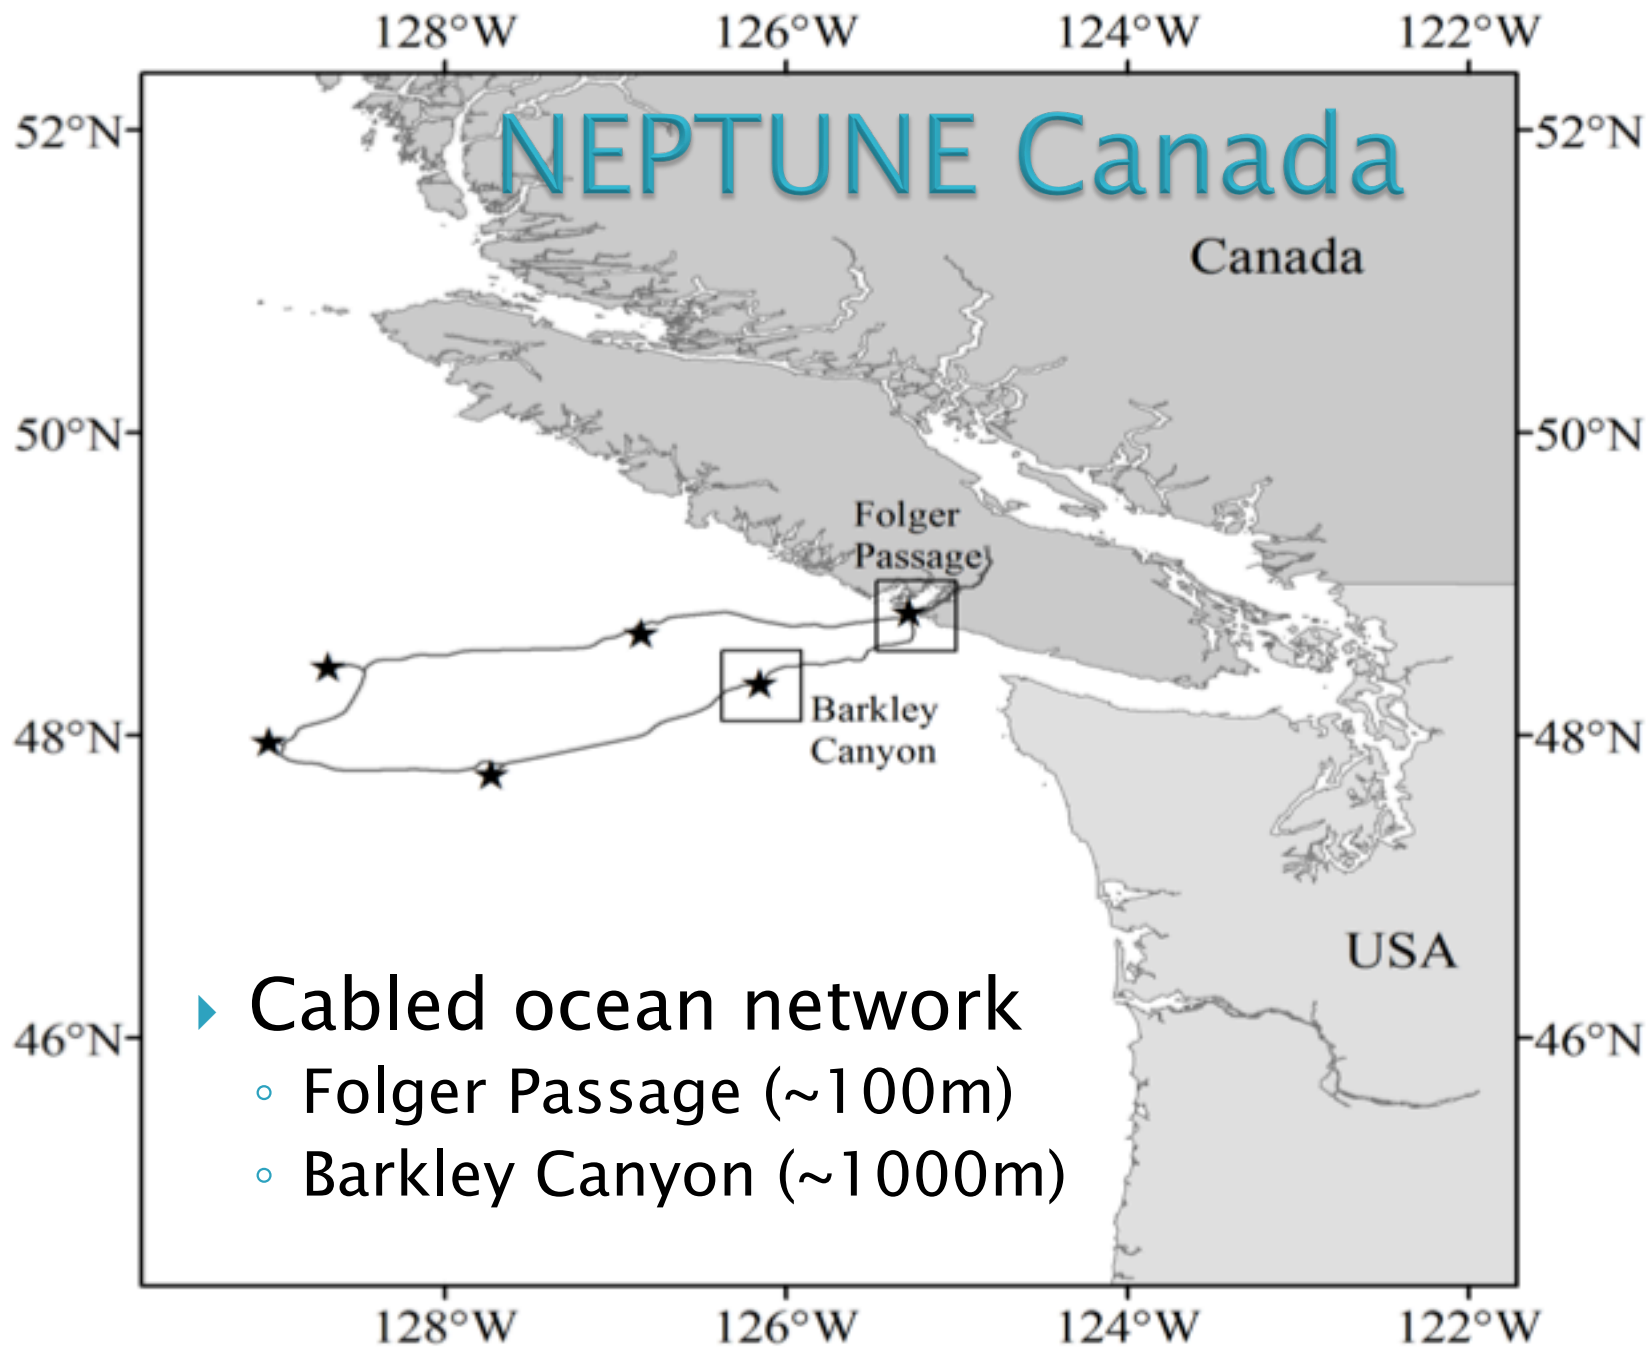 128°W 126°W 124°W 122°W
NEPTUNE Canada
52°N 52°N
Canada
50°N 50°N
Folger
Passage
48°N 48°N
Barkley
Canyon
USA
Cabled ocean network
46°N 46°N
Folger Passage (~100m)
Barkley Canyon (~1000m)
128°W 126°W 124°W 122°W